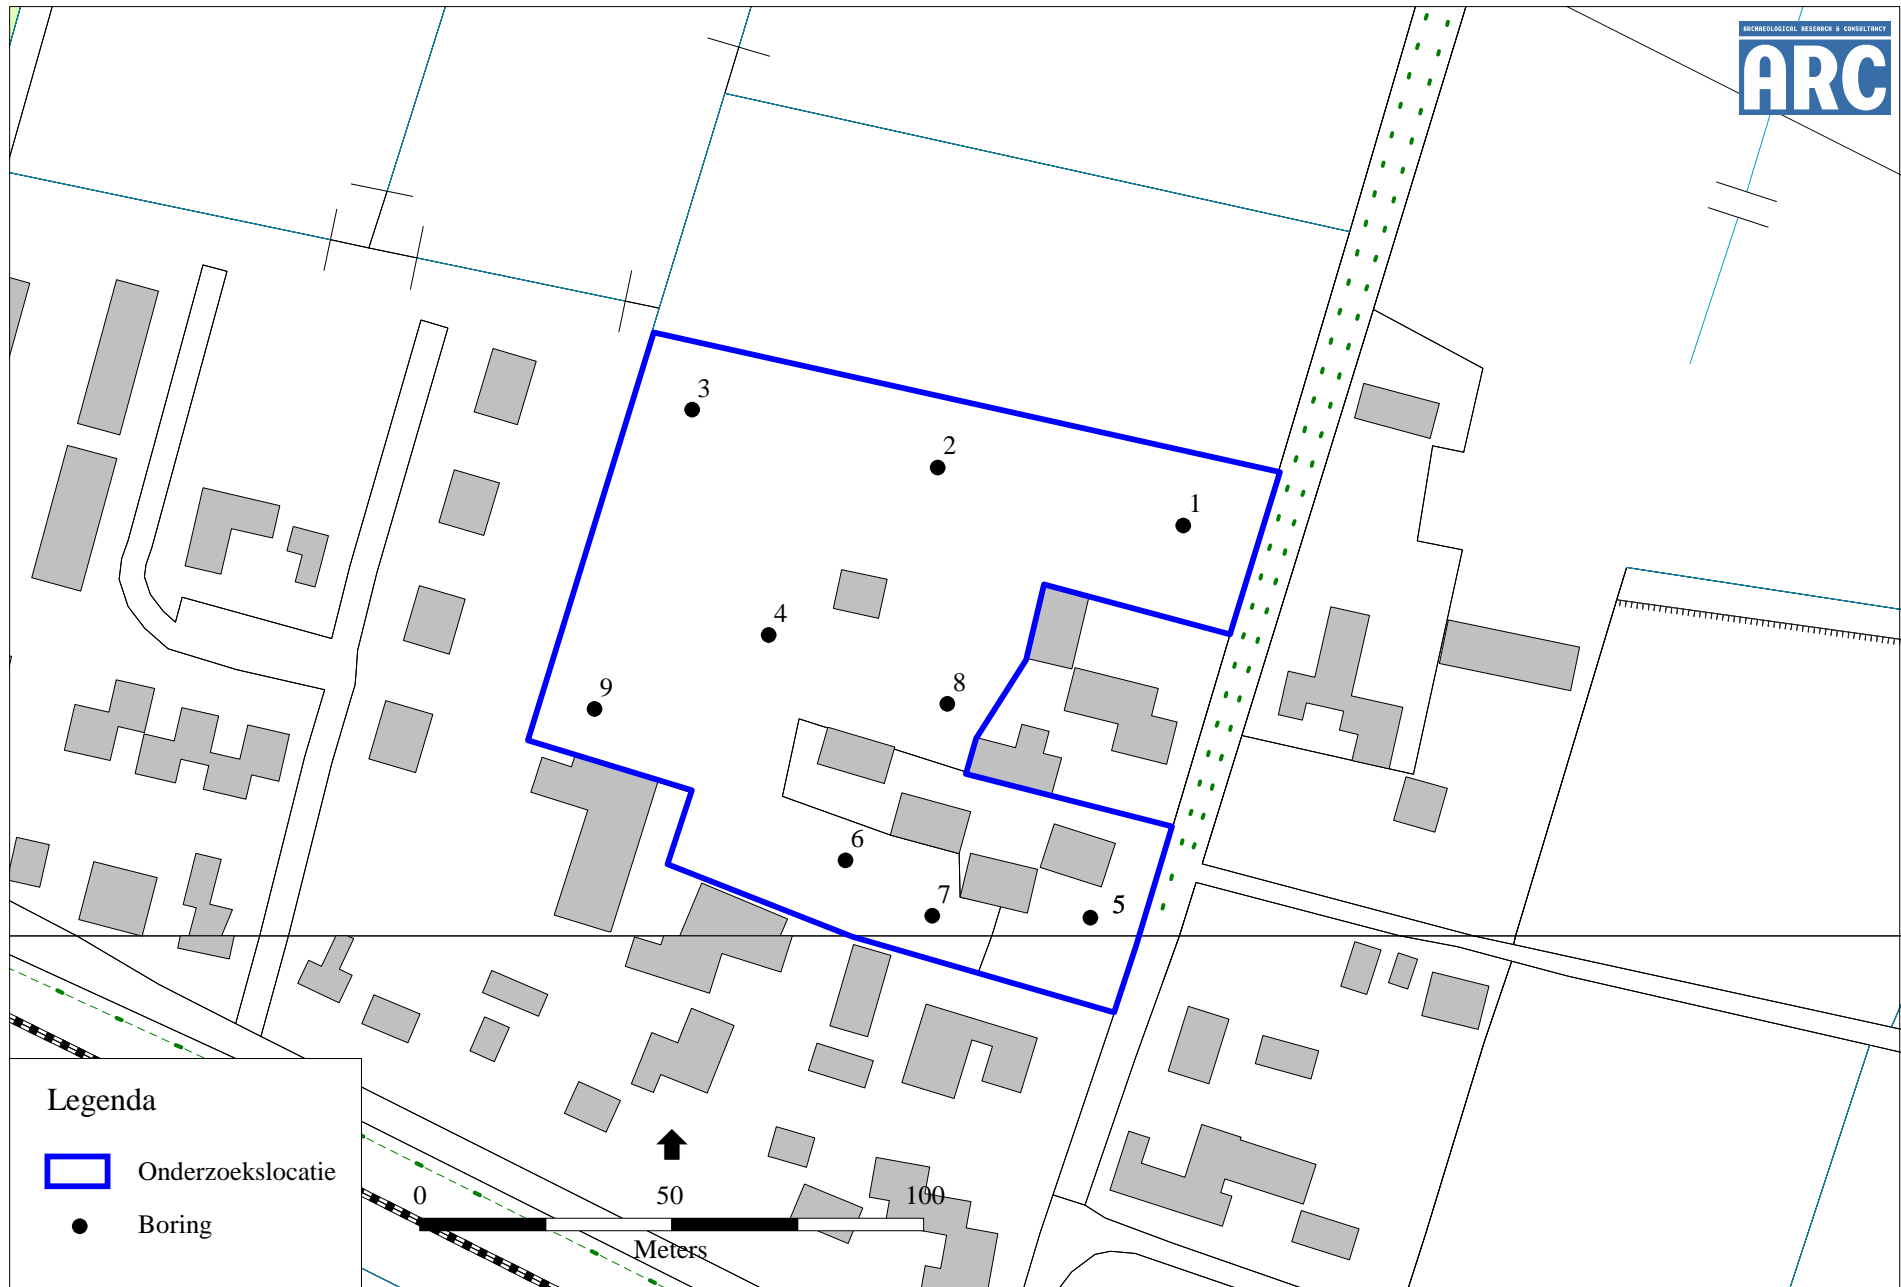 ARCHAEOLOGICAL RESEARCH & CONSULTANCY
ARC
3
2
1
4
9
8
6
7
5
Legenda
Onderzoekslocatie
Boring
0 50 100
Meters